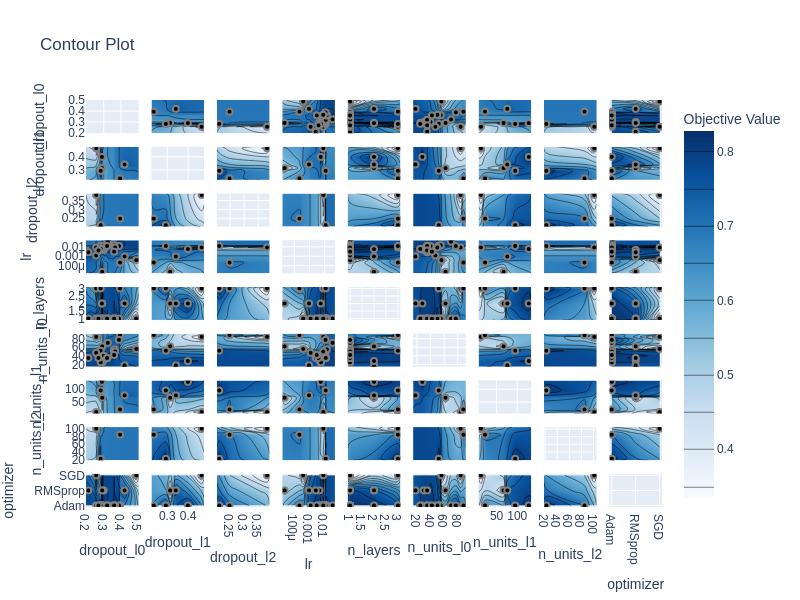 Contour Plot
Objective Value
dropout_l0
0.5
0.4
0.3
0.2
dropout_l1
0.4
0.3
dropout_l2
0.35
0.3
0.25
lr
0.01
0.001
100μ
n_layers
3
2.5
2
1.5
1
n_units_l0
80
60
40
20
n_units_l1
100
50
n_units_l2
100
80
60
40
20
optimizer
SGD
RMSprop
Adam
0.2 0.3 0.4 0.5
0.3 0.4
0.25 0.3 0.35
100μ 0.001 0.01
1 1.5 2 2.5 3
20 40 60 80
50 100
20 40 60 80 100
Adam RMSprop SGD
dropout_l0 dropout_l1 dropout_l2 lr n_layers n_units_l0 n_units_l1 n_units_l2 optimizer
0.8
0.7
0.6
0.5
0.4